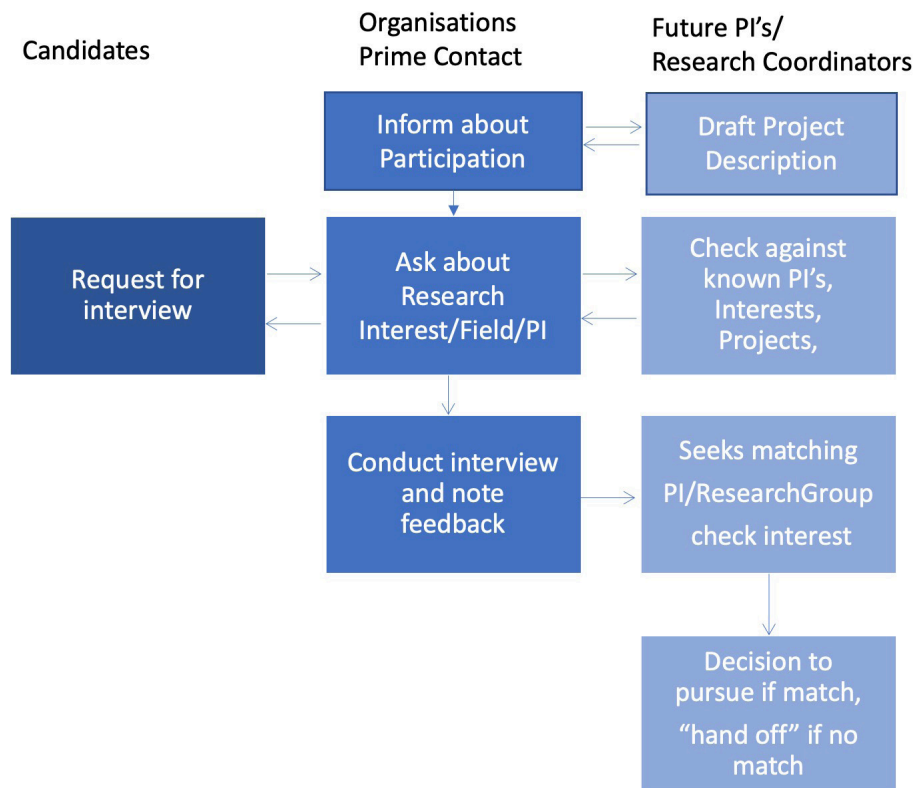 Candidates
Organisations
Prime Contact
Future PI's/
Research Coordinators
Inform about
Participation
Draft Project
Description
Request for
interview
Ask about
Research
Interest/Field/PI
Check against
known PI's,
Interests,
Projects,
Conduct interview
and note
feedback
Seeks matching
PI/ResearchGroup
check interest
Decision to
pursue if match,
“hand off” if no
match